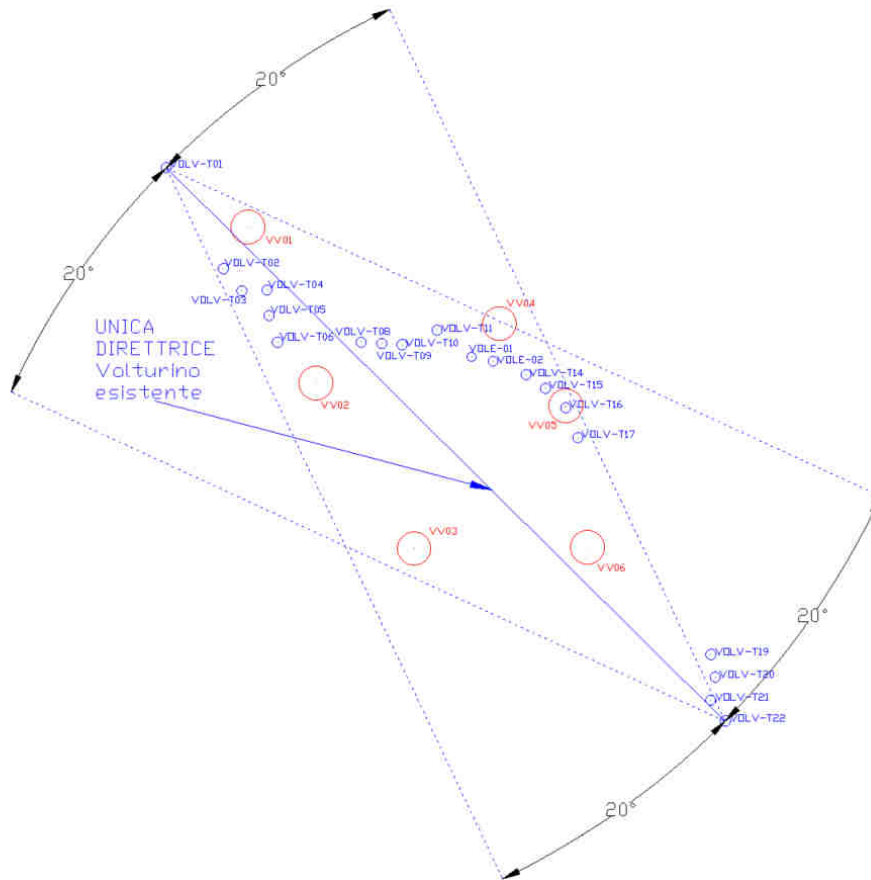 20°
VOLV-T01
VV01
VOLV-T02
20°
VOLV-T04
VOLV-T03
VOLV-T05
VV04
UNICA
DIRETTRICE
Volturino
esistente
VOLV-T06
VOLV-T08
VOLV-T11
VOLV-T10
VOLV-T09
VOLE-01
VOLE-02
VV02
VOLV-T14
VOLV-T15
VOLV-T16
VV05
VOLV-T17
VV03
VV06
20°
VOLV-T19
VOLV-T20
VOLV-T21
VOLV-T22
20°